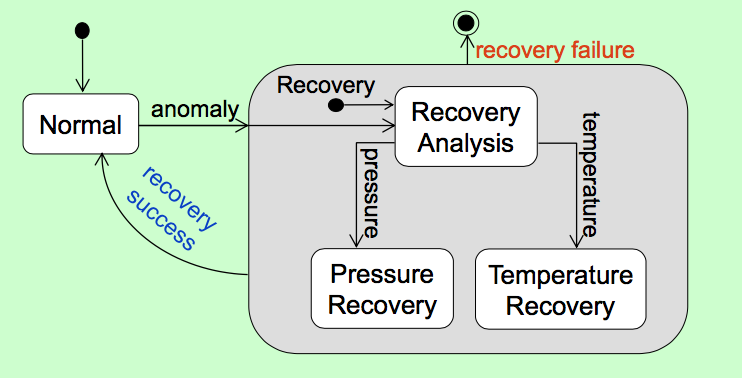 recovery failure
Recovery
anomaly
Normal
Recovery
Analysis
temperature
pressure
recovery
success
Pressure
Recovery
Temperature
Recovery